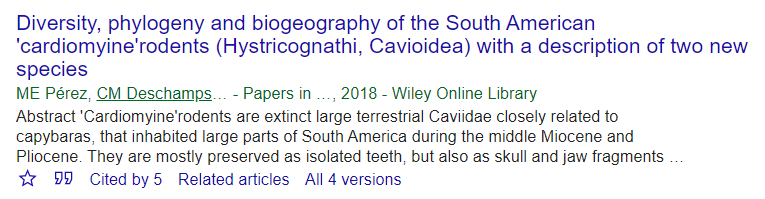 Diversity, phylogeny and biogeography of the South American
'cardiomyine'rodents (Hystricognathi, Cavioidea) with a description of two new
species
ME Pérez, CM Deschamps… - Papers in …, 2018 - Wiley Online Library
Abstract 'Cardiomyine'rodents are extinct large terrestrial Caviidae closely related to
capybaras, that inhabited large parts of South America during the middle Miocene and
Pliocene. They are mostly preserved as isolated teeth, but also as skull and jaw fragments …
Cited by 5 Related articles All 4 versions